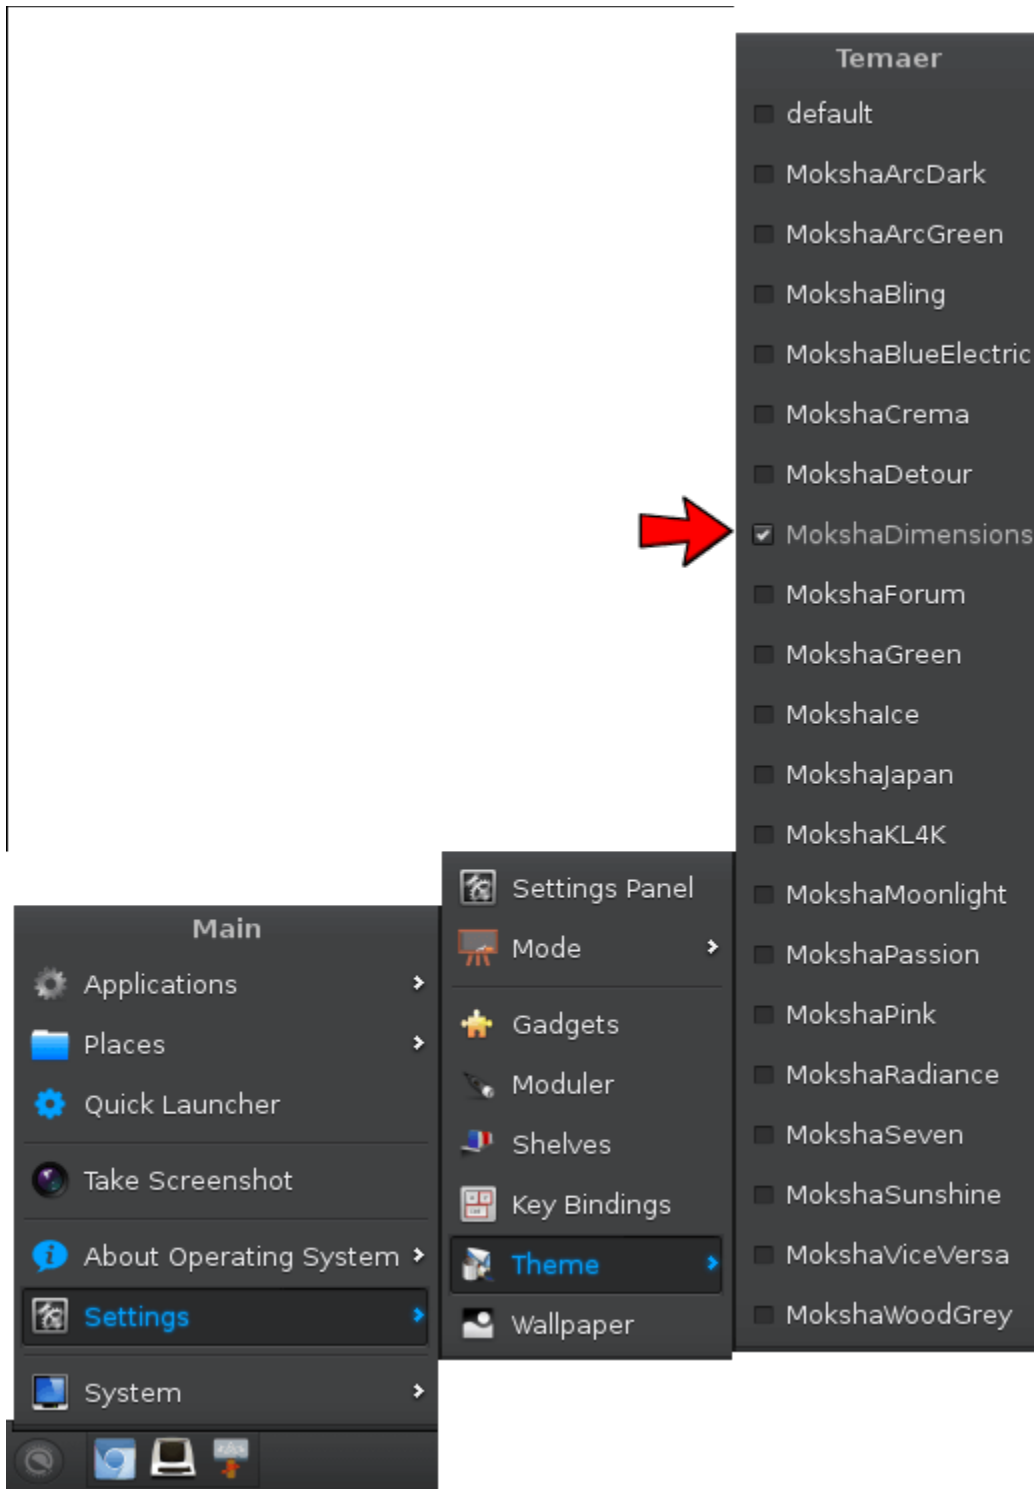 Temaer
default
MokshaArcDark
MokshaArcGreen
MokshaBling
MokshaBlueElectric
MokshaCrema
MokshaDetour
MokshaDimensions
MokshaForum
MokshaGreen
MokshaIce
MokshaJapan
MokshaKL4K
MokshaMoonlight
MokshaPassion
MokshaPink
MokshaRadiance
MokshaSeven
MokshaSunshine
MokshaViceVersa
MokshaWoodGrey
Settings Panel
Mode
Gadgets
Moduler
Shelves
Key Bindings
Theme
Wallpaper
Main
Applications
Places
Quick Launcher
Take Screenshot
About Operating System
Settings
System